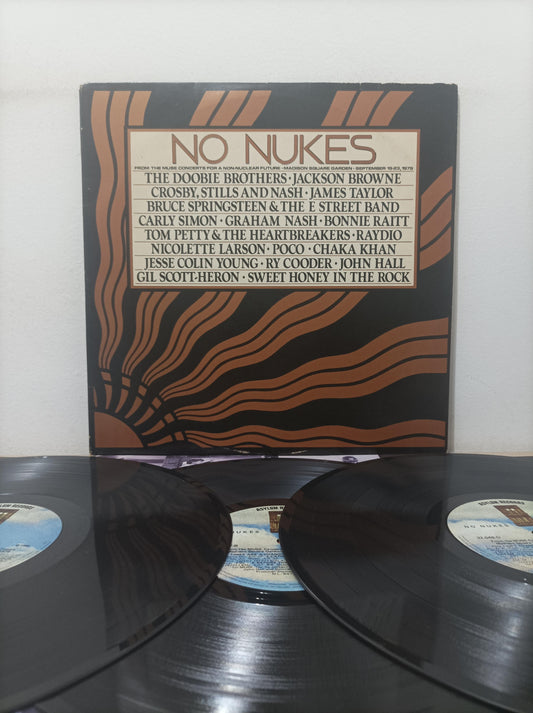 NO NUKES
FROM THE MUSE CONCERTS FOR A NON-NUCLEAR FUTURE · MADISON SQUARE GARDEN · SEPTEMBER 19-23, 1979
THE DOOBIE BROTHERS · JACKSON BROWNE
CROSBY, STILLS AND NASH · JAMES TAYLOR
BRUCE SPRINGSTEEN & THE E STREET BAND
CARLY SIMON · GRAHAM NASH · BONNIE RAITT
TOM PETTY & THE HEARTBREAKERS · RAYDIO
NICOLETTE LARSON · POCO · CHAKA KHAN
JESSE COLIN YOUNG · RY COODER · JOHN HALL
GIL SCOTT-HERON · SWEET HONEY IN THE ROCK
ASYLUM RECORDS
NO NUKES
NO NUKES